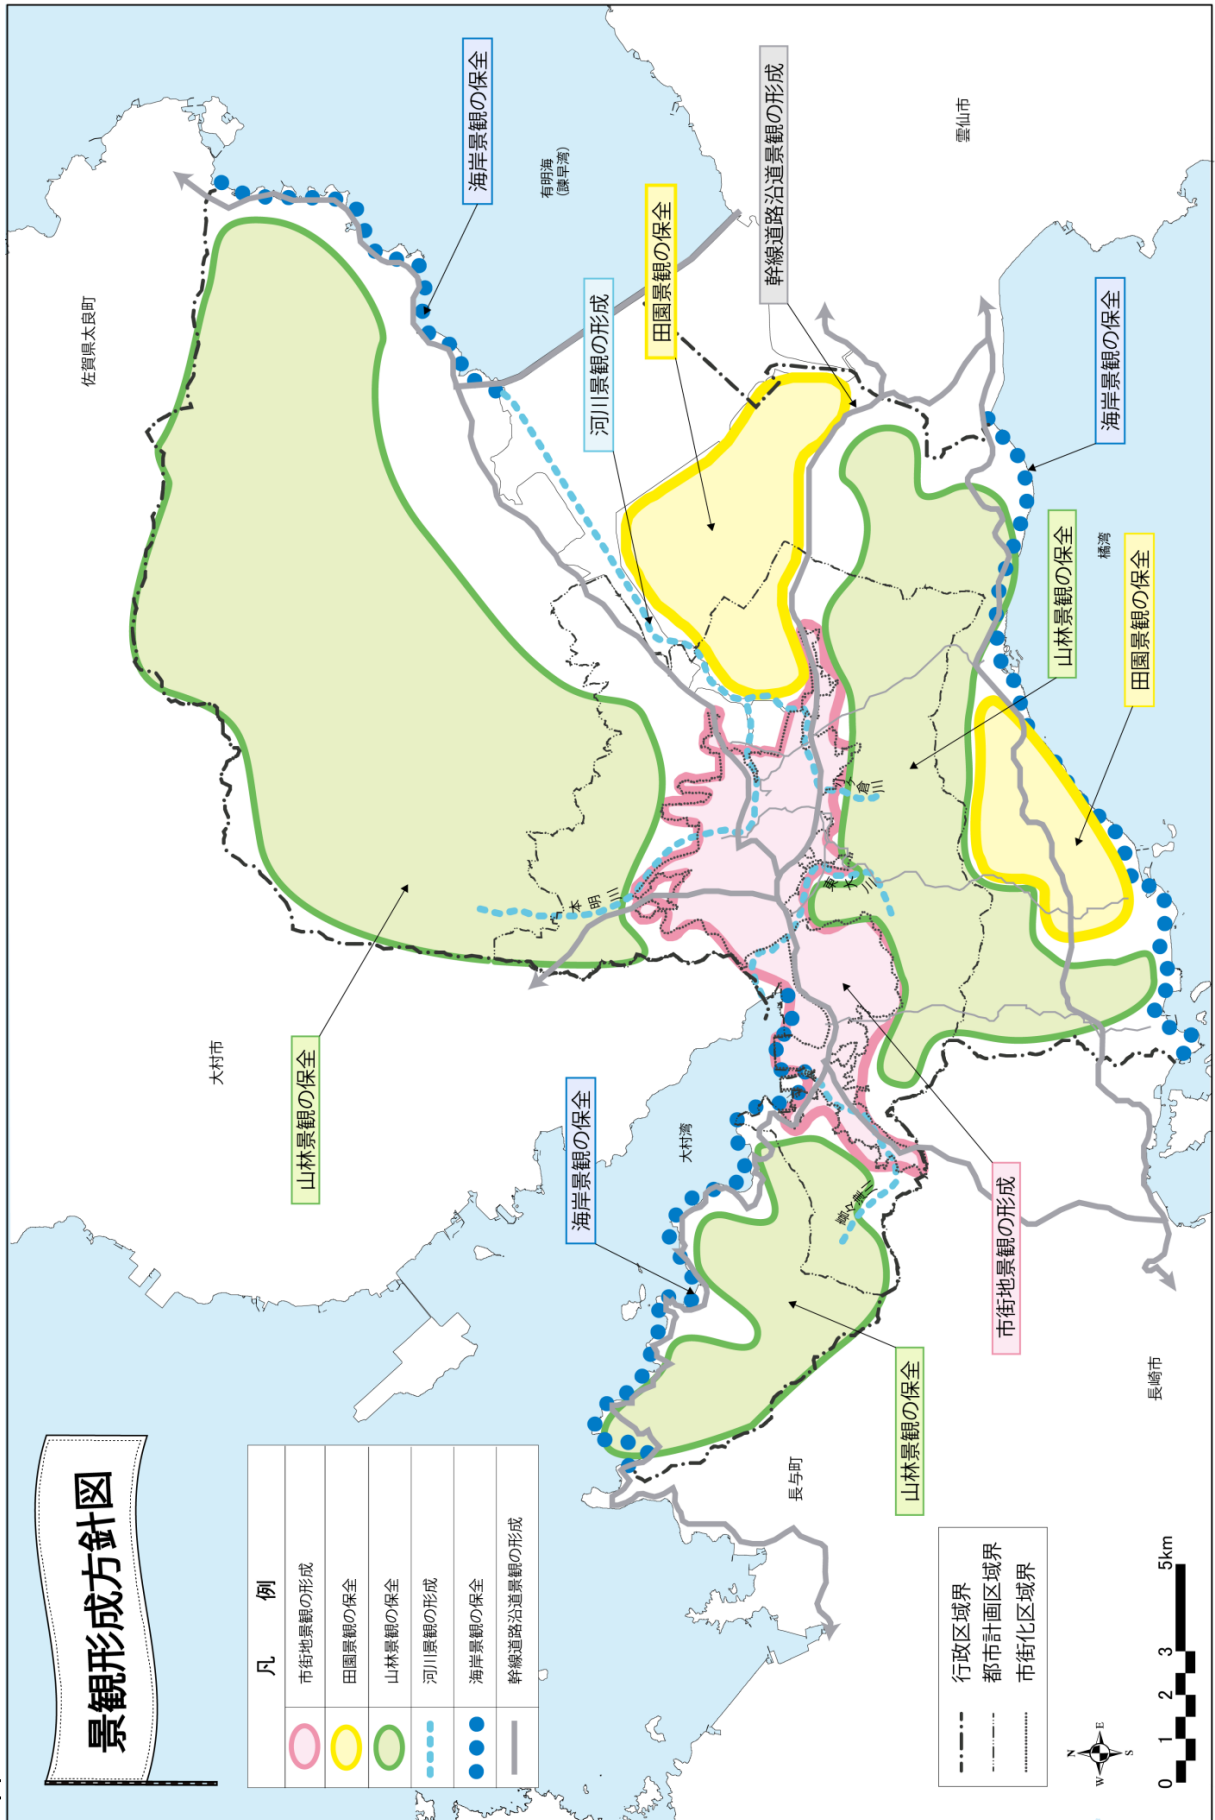 景観形成方針図
凡例
市街地景観の形成
田園景観の保全
山林景観の保全
河川景観の形成
海岸景観の保全
幹線道路沿道景観の形成
行政区域界
都市計画区域界
市街化区域界
N
W
E
S
0
1
2
3
5km
佐賀県太良町
大村市
有明海
(諫早湾)
雲仙市
大村湾
橘湾
長与町
長崎市
海岸景観の保全
河川景観の形成
田園景観の保全
幹線道路沿道景観の形成
海岸景観の保全
山林景観の保全
田園景観の保全
山林景観の保全
海岸景観の保全
市街地景観の形成
山林景観の保全
本明川
東大川